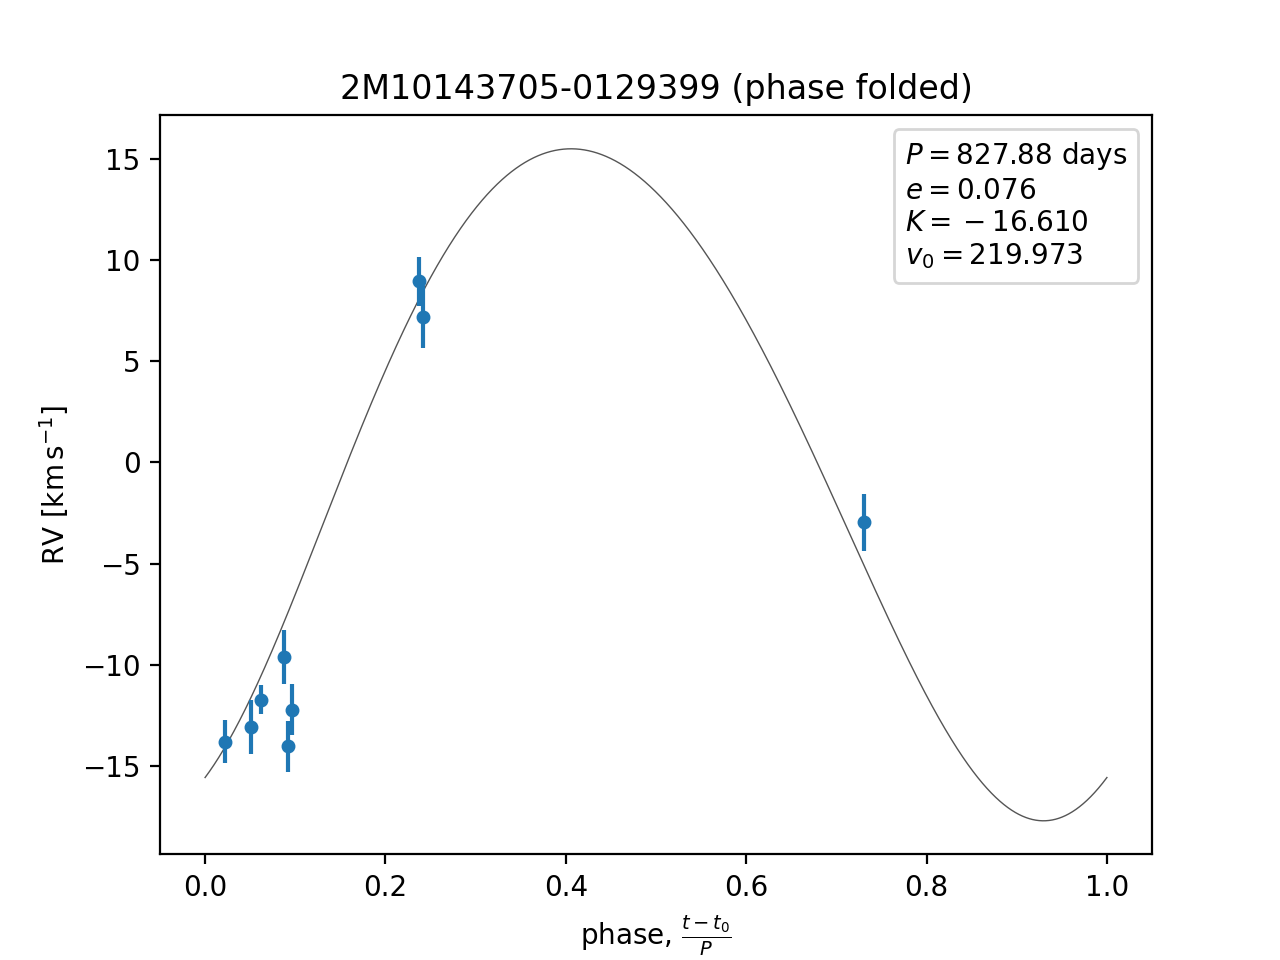 2M10143705-0129399 (phase folded)
P = 827.88 days
e = 0.076
K = −16.610
v₀ = 219.973
RV [km s⁻¹]
15
10
5
0
−5
−10
−15
0.0 0.2 0.4 0.6 0.8 1.0
phase, (t − t₀)/P